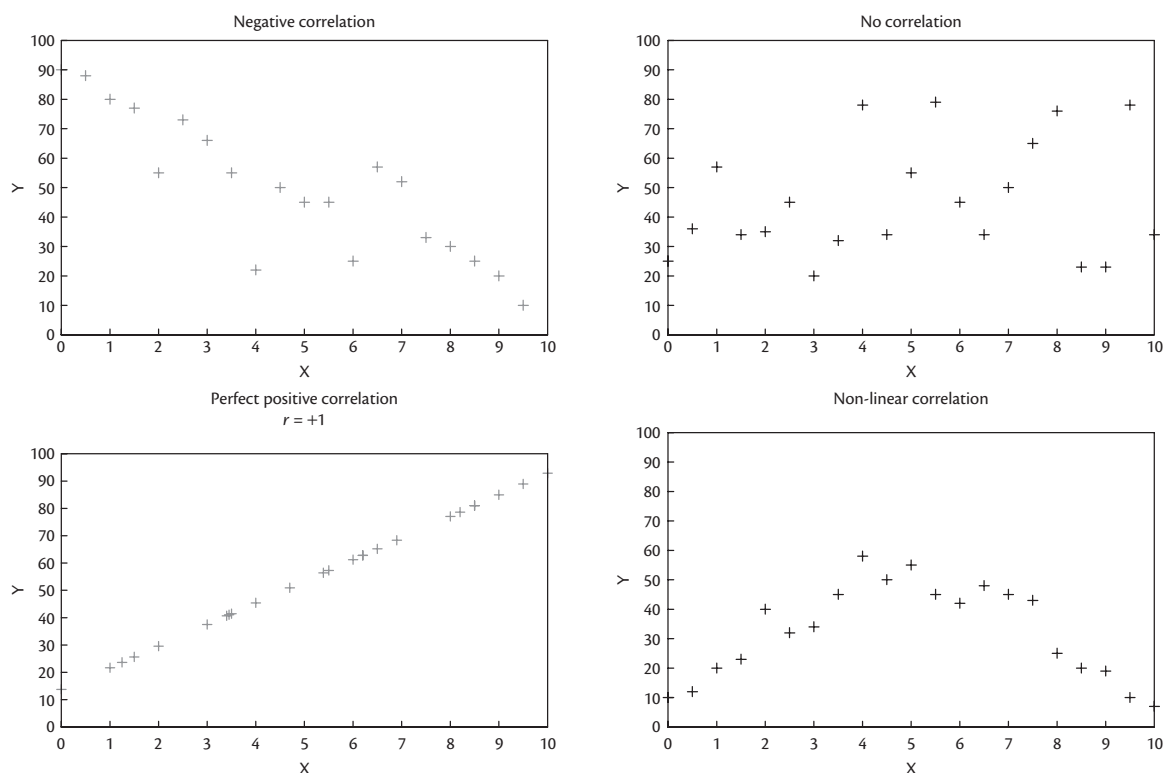 Negative correlation
100
90
80
70
60
50
40
30
20
10
0
Y
0 1 2 3 4 5 6 7 8 9 10
X
No correlation
100
90
80
70
60
50
40
30
20
10
0
Y
0 1 2 3 4 5 6 7 8 9 10
X
Perfect positive correlation
r = +1
100
90
80
70
60
50
40
30
20
10
0
Y
0 1 2 3 4 5 6 7 8 9 10
X
Non-linear correlation
100
90
80
70
60
50
40
30
20
10
0
Y
0 1 2 3 4 5 6 7 8 9 10
X